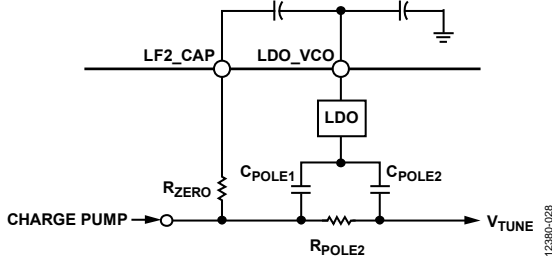 LF2_CAP
LDO_VCO
LDO
C_POLE1
C_POLE2
R_ZERO
CHARGE PUMP
V_TUNE
R_POLE2
12380-028